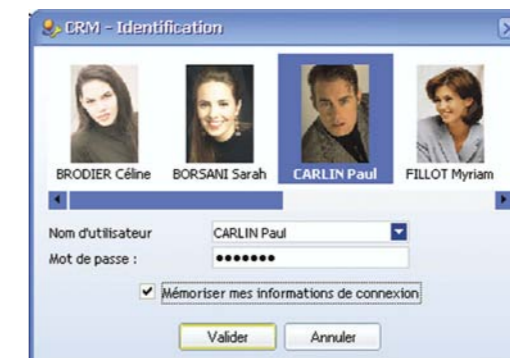 CRM - Identification
BRODIER Céline BORSANI Sarah CARLIN Paul FILLOT Myriam
Nom d'utilisateur CARLIN Paul
Mot de passe : •••••••
Mémoriser mes informations de connexion
Valider Annuler